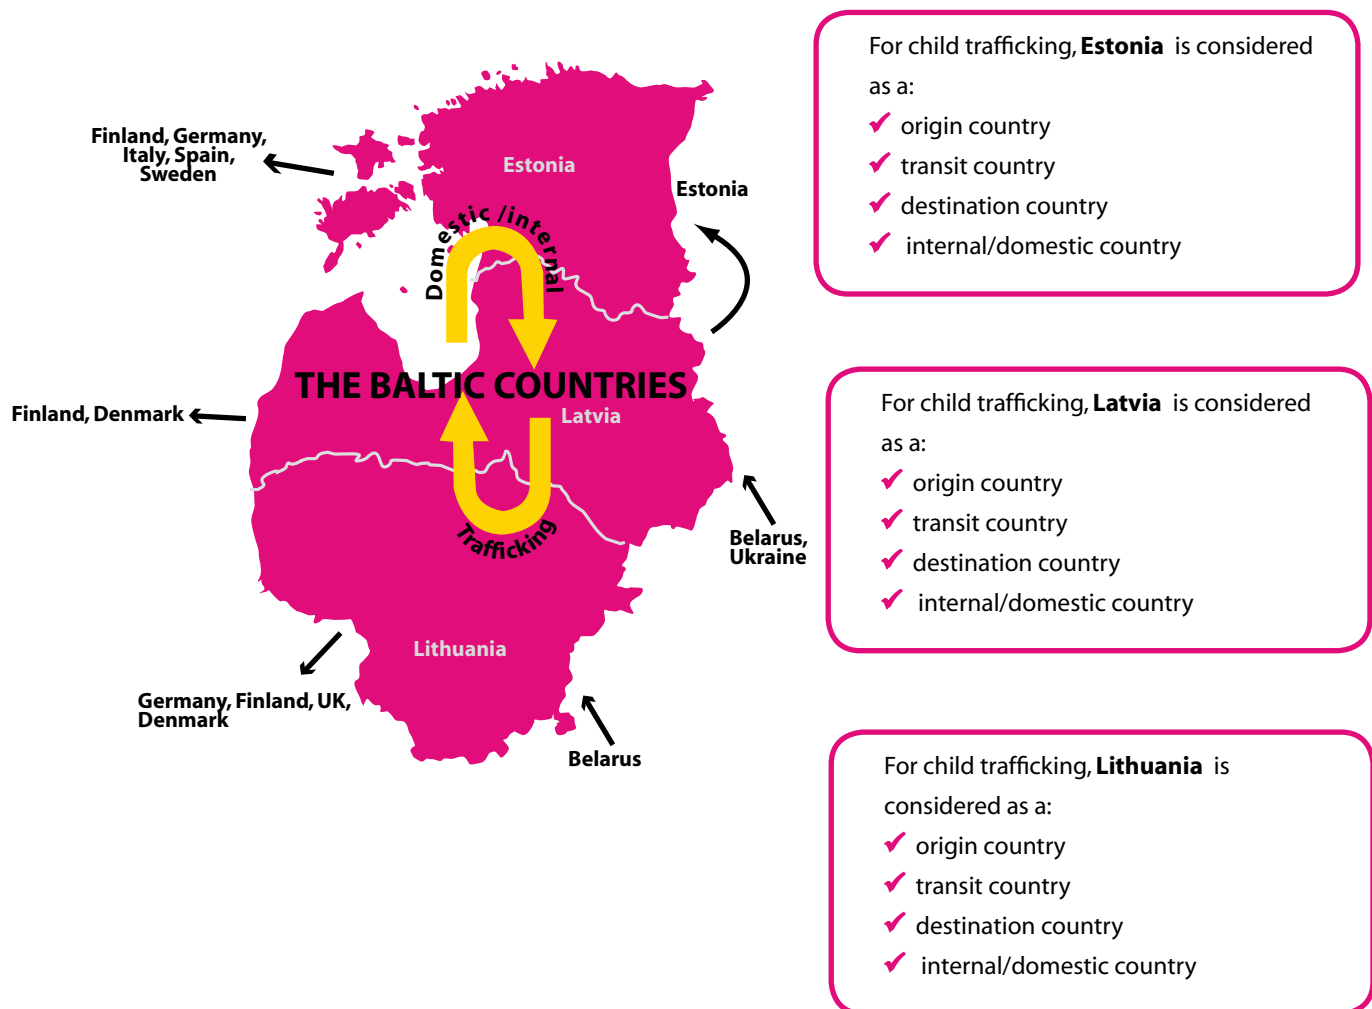 Finland, Germany,
Italy, Spain,
Sweden
Estonia
Estonia
Domestic /internal
THE BALTIC COUNTRIES
Finland, Denmark
Latvia
Trafficking
Belarus,
Ukraine
Lithuania
Germany, Finland, UK,
Denmark
Belarus
For child trafficking, Estonia is considered
as a:
✓ origin country
✓ transit country
✓ destination country
✓ internal/domestic country
For child trafficking, Latvia is considered
as a:
✓ origin country
✓ transit country
✓ destination country
✓ internal/domestic country
For child trafficking, Lithuania is
considered as a:
✓ origin country
✓ transit country
✓ destination country
✓ internal/domestic country